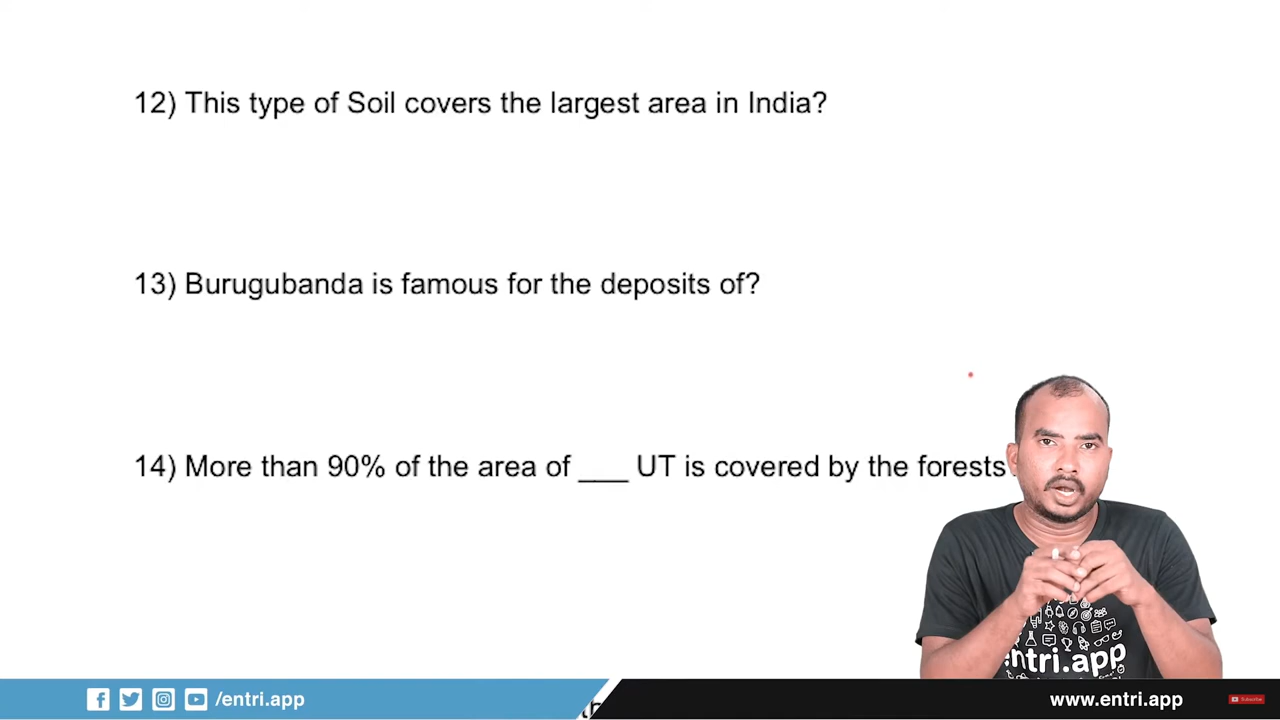 12) This type of Soil covers the largest area in India?
13) Burugubanda is famous for the deposits of?
14) More than 90% of the area of ___ UT is covered by the forests
entri.app
/entri.app
www.entri.app
Subscribe